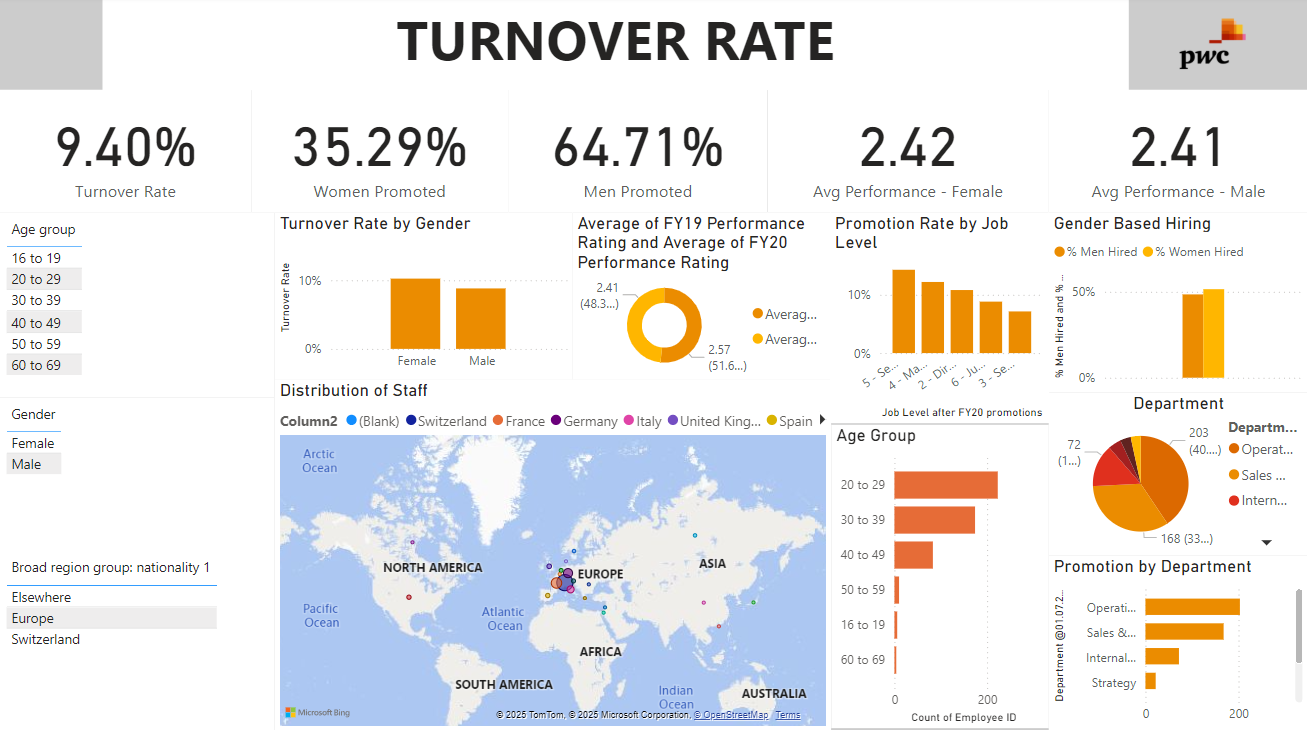 TURNOVER RATE
pwc
9.40%
Turnover Rate
35.29%
Women Promoted
64.71%
Men Promoted
2.42
Avg Performance - Female
2.41
Avg Performance - Male
Age group
16 to 19
20 to 29
30 to 39
40 to 49
50 to 59
60 to 69
Gender
Female
Male
Broad region group: nationality 1
Elsewhere
Europe
Switzerland
Turnover Rate by Gender
Turnover Rate
10%
0%
Female
Male
Average of FY19 Performance
Rating and Average of FY20
Performance Rating
2.41
(48.3...)
2.57
(51.6...)
Averag...
Averag...
Promotion Rate by Job
Level
10%
0%
5 - Se...
4 - Ma...
2 - Dir...
6 - Ju...
3 - Se...
Job Level after FY20 promotions
Gender Based Hiring
% Men Hired
% Women Hired
% Men Hired and % ...
50%
0%
Distribution of Staff
Column2
(Blank)
Switzerland
France
Germany
Italy
United King...
Spain
Arctic
Ocean
NORTH AMERICA
EUROPE
ASIA
Pacific
Ocean
Atlantic
Ocean
AFRICA
SOUTH AMERICA
Indian
Ocean
AUSTRALIA
Microsoft Bing
© 2025 TomTom, © 2025 Microsoft Corporation, © OpenStreetMap Terms
Age Group
20 to 29
30 to 39
40 to 49
50 to 59
16 to 19
60 to 69
0
200
Count of Employee ID
Department
203
(40....)
72
(1...)
168 (33...)
Departm...
Operat...
Sales ...
Intern...
Promotion by Department
Department @01.07.2...
Operati...
Sales &...
Internal...
Strategy
0
200